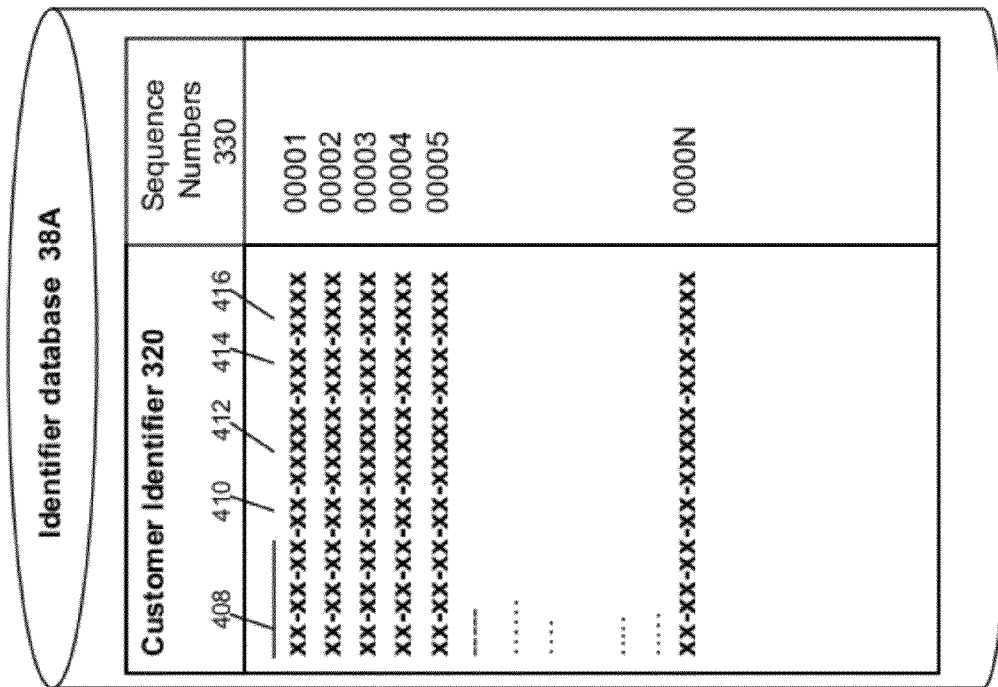 Identifier database 38A
Customer Identifier 320
Sequence
Numbers
330
408 410 412 414 416
xx-xx-xx-xx-xxxxx-xxx-xxxx 00001
xx-xx-xx-xx-xxxxx-xxx-xxxx 00002
xx-xx-xx-xx-xxxxx-xxx-xxxx 00003
xx-xx-xx-xx-xxxxx-xxx-xxxx 00004
xx-xx-xx-xx-xxxxx-xxx-xxxx 00005
-----
......
....
.....
.....
xx-xx-xx-xx-xxxxx-xxx-xxxx 0000N